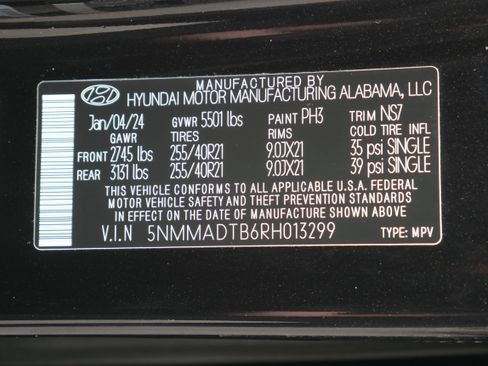 MANUFACTURED BY
HYUNDAI MOTOR MANUFACTURING ALABAMA, LLC
Jan/04/24 GVWR 5501 lbs PAINT PH3 TRIM NS7
GAWR TIRES RIMS COLD TIRE INFL
FRONT 2745 lbs 255/40R21 9.0JX21 35 psi SINGLE
REAR 3131 lbs 255/40R21 9.0JX21 39 psi SINGLE
THIS VEHICLE CONFORMS TO ALL APPLICABLE U.S.A. FEDERAL
MOTOR VEHICLE SAFETY AND THEFT PREVENTION STANDARDS
IN EFFECT ON THE DATE OF MANUFACTURE SHOWN ABOVE
V.I.N 5NMMADTB6RH013299 TYPE: MPV